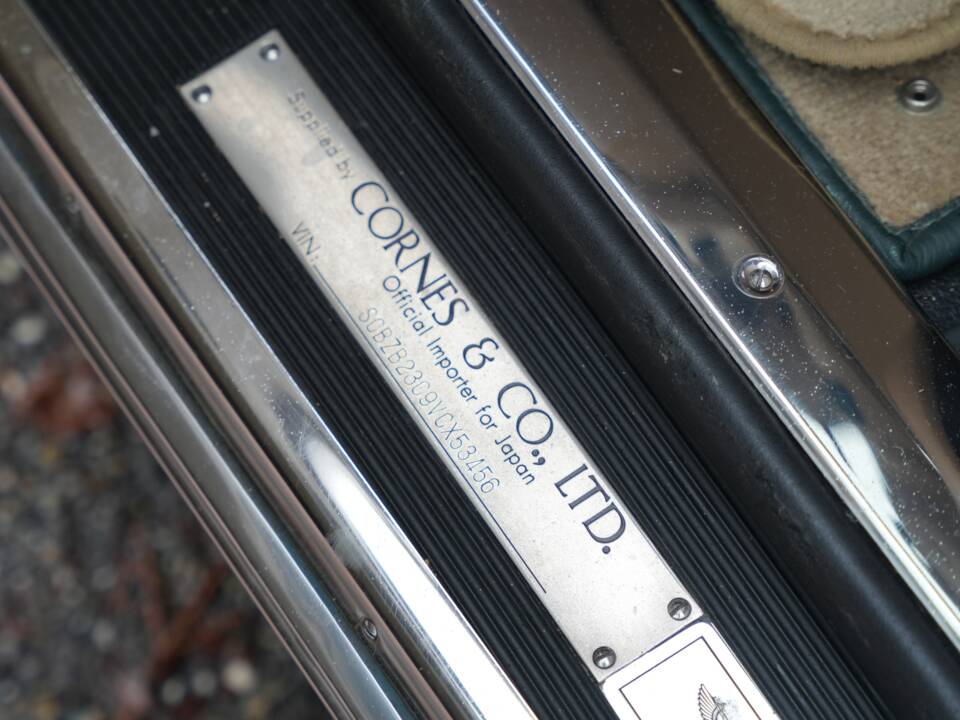 Supplied by
CORNES & CO., LTD.
Official Importer for Japan
VIN: SCBZB23C9VCX53456